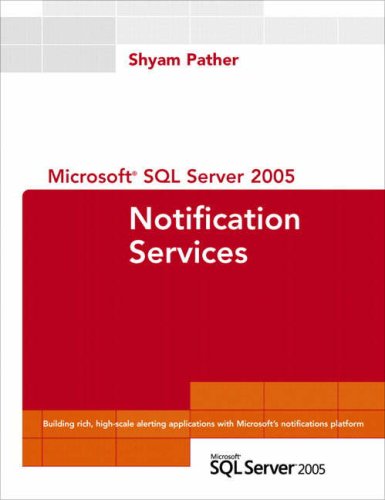 Shyam Pather
Microsoft® SQL Server 2005
Notification
Services
Building rich, high-scale alerting applications with Microsoft's notifications platform
Microsoft®
SQL Server 2005